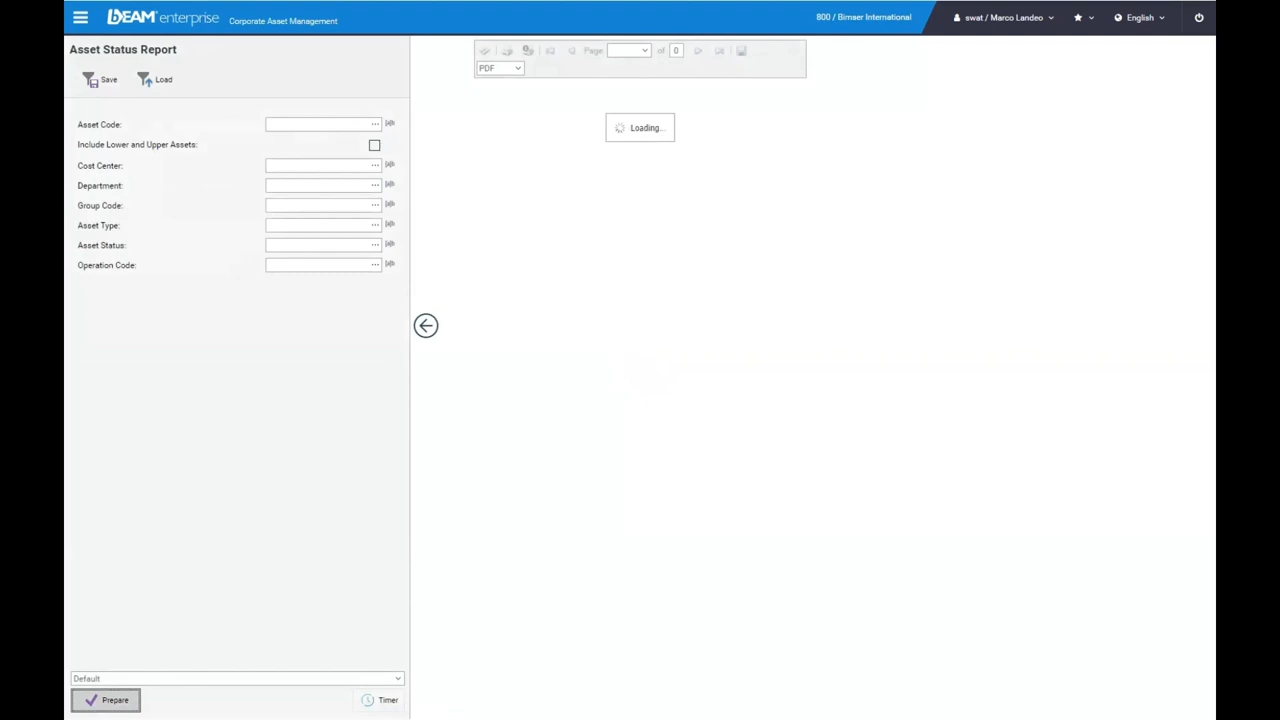 bEAM enterprise Corporate Asset Management
800 / Bimser International
swat / Marco Landeo
English
Asset Status Report
Save Load
Asset Code:
Include Lower and Upper Assets:
Cost Center:
Department:
Group Code:
Asset Type:
Asset Status:
Operation Code:
Default
Prepare Timer
Page of 0
PDF
Loading...